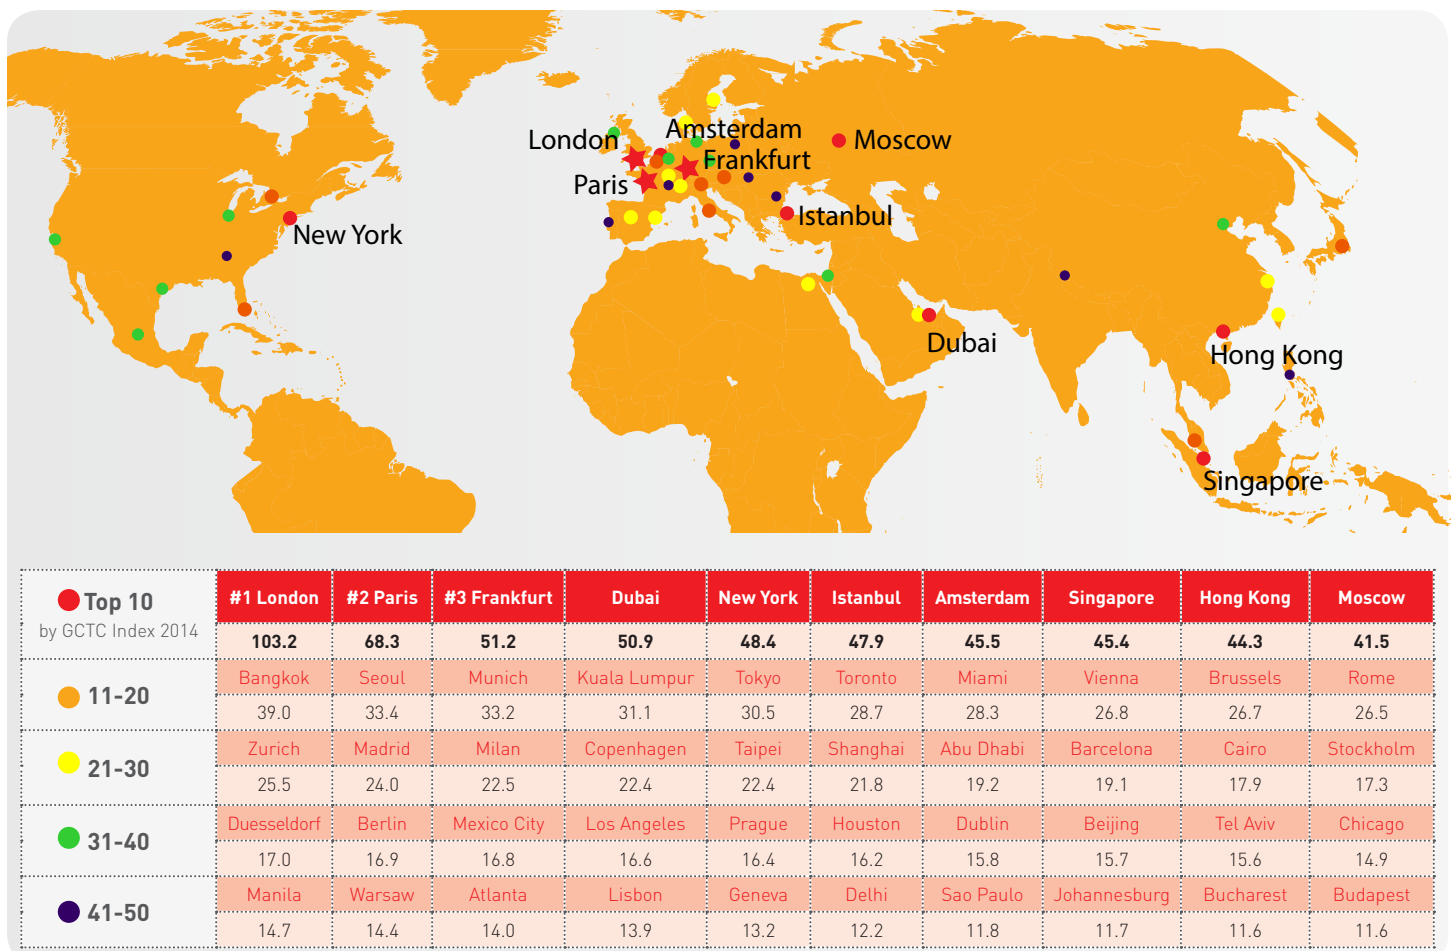 London
Amsterdam
Moscow
Frankfurt
Paris
Istanbul
New York
Dubai
Hong Kong
Singapore
Top 10
by GCTC Index 2014
#1 London #2 Paris #3 Frankfurt Dubai New York Istanbul Amsterdam Singapore Hong Kong Moscow
103.2 68.3 51.2 50.9 48.4 47.9 45.5 45.4 44.3 41.5
11-20
Bangkok Seoul Munich Kuala Lumpur Tokyo Toronto Miami Vienna Brussels Rome
39.0 33.4 33.2 31.1 30.5 28.7 28.3 26.8 26.7 26.5
21-30
Zurich Madrid Milan Copenhagen Taipei Shanghai Abu Dhabi Barcelona Cairo Stockholm
25.5 24.0 22.5 22.4 22.4 21.8 19.2 19.1 17.9 17.3
31-40
Duesseldorf Berlin Mexico City Los Angeles Prague Houston Dublin Beijing Tel Aviv Chicago
17.0 16.9 16.8 16.6 16.4 16.2 15.8 15.7 15.6 14.9
41-50
Manila Warsaw Atlanta Lisbon Geneva Delhi Sao Paulo Johannesburg Bucharest Budapest
14.7 14.4 14.0 13.9 13.2 12.2 11.8 11.7 11.6 11.6